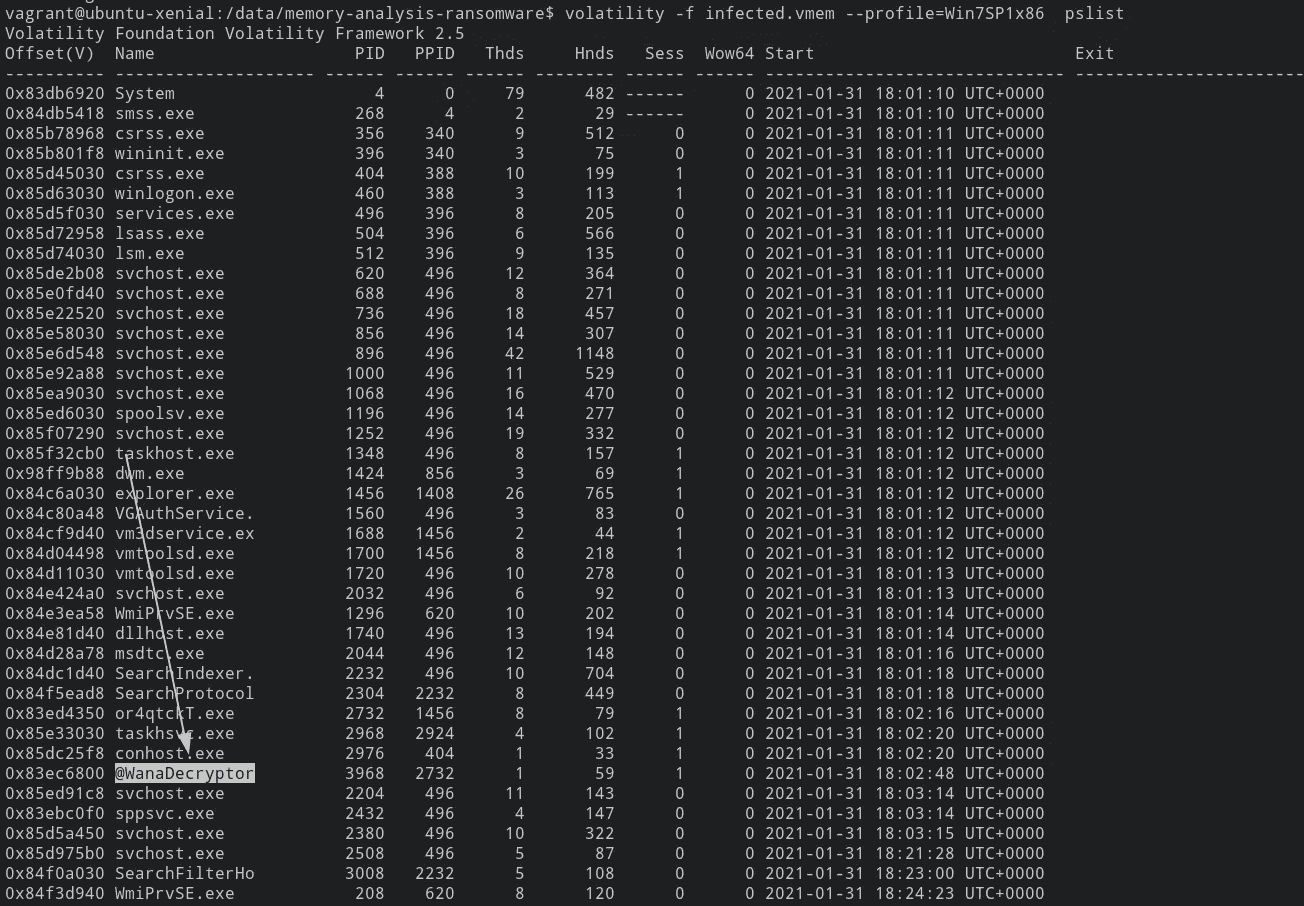 vagrant@ubuntu-xenial:/data/memory-analysis-ransomware$ volatility -f infected.vmem --profile=Win7SP1x86  pslist
Volatility Foundation Volatility Framework 2.5
Offset(V)  Name                    PID   PPID   Thds     Hnds   Sess  Wow64 Start                          Exit
---------- -------------------- ------ ------ ------ -------- ------ ------ ------------------------------ ------------------------
0x83db6920 System                    4      0     79      482 ------      0 2021-01-31 18:01:10 UTC+0000
0x84db5418 smss.exe                268      4      2       29 ------      0 2021-01-31 18:01:10 UTC+0000
0x85b78968 csrss.exe               356    340      9      512      0      0 2021-01-31 18:01:11 UTC+0000
0x85b801f8 wininit.exe             396    340      3       75      0      0 2021-01-31 18:01:11 UTC+0000
0x85d45030 csrss.exe               404    388     10      199      1      0 2021-01-31 18:01:11 UTC+0000
0x85d63030 winlogon.exe            460    388      3      113      1      0 2021-01-31 18:01:11 UTC+0000
0x85d5f030 services.exe            496    396      8      205      0      0 2021-01-31 18:01:11 UTC+0000
0x85d72958 lsass.exe               504    396      6      566      0      0 2021-01-31 18:01:11 UTC+0000
0x85d74030 lsm.exe                 512    396      9      135      0      0 2021-01-31 18:01:11 UTC+0000
0x85de2b08 svchost.exe             620    496     12      364      0      0 2021-01-31 18:01:11 UTC+0000
0x85e0fd40 svchost.exe             688    496      8      271      0      0 2021-01-31 18:01:11 UTC+0000
0x85e22520 svchost.exe             736    496     18      457      0      0 2021-01-31 18:01:11 UTC+0000
0x85e58030 svchost.exe             856    496     14      307      0      0 2021-01-31 18:01:11 UTC+0000
0x85e6d548 svchost.exe             896    496     42     1148      0      0 2021-01-31 18:01:11 UTC+0000
0x85e92a88 svchost.exe            1000    496     11      529      0      0 2021-01-31 18:01:11 UTC+0000
0x85ea9030 svchost.exe            1068    496     16      470      0      0 2021-01-31 18:01:12 UTC+0000
0x85ed6030 spoolsv.exe            1196    496     14      277      0      0 2021-01-31 18:01:12 UTC+0000
0x85f07290 svchost.exe            1252    496     19      332      0      0 2021-01-31 18:01:12 UTC+0000
0x85f32cb0 taskhost.exe           1348    496      8      157      1      0 2021-01-31 18:01:12 UTC+0000
0x98ff9b88 dwm.exe                1424    856      3       69      1      0 2021-01-31 18:01:12 UTC+0000
0x84c6a030 explorer.exe           1456   1408     26      765      1      0 2021-01-31 18:01:12 UTC+0000
0x84c80a48 VGAuthService.         1560    496      3       83      0      0 2021-01-31 18:01:12 UTC+0000
0x84cf9d40 vm3dservice.ex         1688   1456      2       44      1      0 2021-01-31 18:01:12 UTC+0000
0x84d04498 vmtoolsd.exe           1700   1456      8      218      1      0 2021-01-31 18:01:12 UTC+0000
0x84d11030 vmtoolsd.exe           1720    496     10      278      0      0 2021-01-31 18:01:13 UTC+0000
0x84e424a0 svchost.exe            2032    496      6       92      0      0 2021-01-31 18:01:13 UTC+0000
0x84e3ea58 WmiPrvSE.exe           1296    620     10      202      0      0 2021-01-31 18:01:14 UTC+0000
0x84e81d40 dllhost.exe            1740    496     13      194      0      0 2021-01-31 18:01:14 UTC+0000
0x84d28a78 msdtc.exe              2044    496     12      148      0      0 2021-01-31 18:01:16 UTC+0000
0x84dc1d40 SearchIndexer.         2232    496     10      704      0      0 2021-01-31 18:01:18 UTC+0000
0x84f5ead8 SearchProtocol         2304   2232      8      449      0      0 2021-01-31 18:01:18 UTC+0000
0x83ed4350 or4qtckT.exe           2732   1456      8       79      1      0 2021-01-31 18:02:16 UTC+0000
0x85e33030 taskhsvc.exe           2968   2924      4      102      1      0 2021-01-31 18:02:20 UTC+0000
0x85dc25f8 conhost.exe            2976    404      1       33      1      0 2021-01-31 18:02:20 UTC+0000
0x83ec6800 @WanaDecryptor         3968   2732      1       59      1      0 2021-01-31 18:02:48 UTC+0000
0x85ed91c8 svchost.exe            2204    496     11      143      0      0 2021-01-31 18:03:14 UTC+0000
0x83ebc0f0 sppsvc.exe             2432    496      4      147      0      0 2021-01-31 18:03:14 UTC+0000
0x85d5a450 svchost.exe            2380    496     10      322      0      0 2021-01-31 18:03:15 UTC+0000
0x85d975b0 svchost.exe            2508    496      5       87      0      0 2021-01-31 18:21:28 UTC+0000
0x84f0a030 SearchFilterHo         3008   2232      5      108      0      0 2021-01-31 18:23:00 UTC+0000
0x84f3d940 WmiPrvSE.exe            208    620      8      120      0      0 2021-01-31 18:24:23 UTC+0000